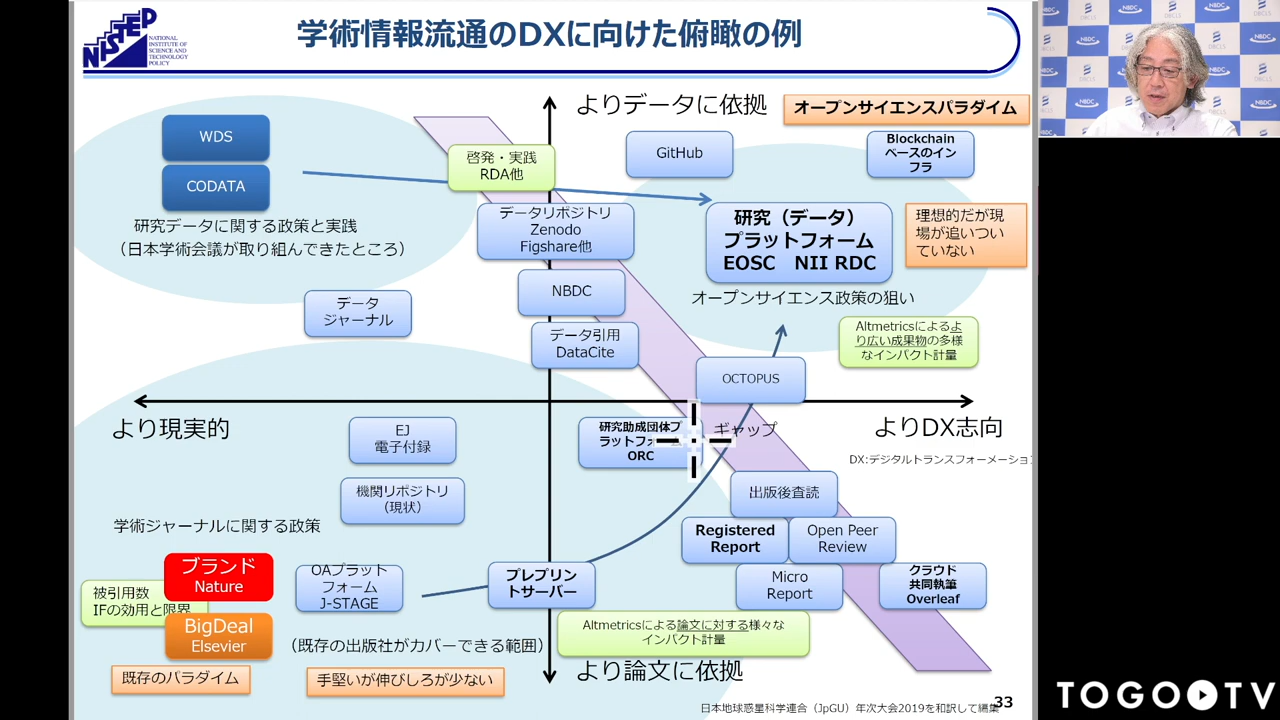 NISTEP
NATIONAL
INSTITUTE OF
SCIENCE AND
TECHNOLOGY
POLICY
学術情報流通のDXに向けた俯瞰の例
NBDC
DBCLS
よりデータに依拠
オープンサイエンスパラダイム
WDS
CODATA
研究データに関する政策と実践
（日本学術会議が取り組んできたところ）
啓発・実践
RDA他
GitHub
Blockchain
ベースのイン
フラ
データリポジトリ
Zenodo
Figshare他
研究（データ）
プラットフォーム
EOSC　NII RDC
理想的だが現
場が追いつい
ていない
NBDC
オープンサイエンス政策の狙い
データ
ジャーナル
データ引用
DataCite
Altmetricsによるよ
り広い成果物の多様
なインパクト計量
OCTOPUS
より現実的
よりDX志向
DX:デジタルトランスフォーメーショ
EJ
電子付録
研究助成団体プ
ラットフォー
ORC
ギャップ
機関リポジトリ
（現状）
出版後査読
学術ジャーナルに関する政策
Registered
Report
Open Peer
Review
ブランド
Nature
被引用数
IFの効用と限界
OAプラット
フォーム
J-STAGE
プレプリン
トサーバー
Micro
Report
クラウド
共同執筆
Overleaf
BigDeal
Elsevier
（既存の出版社がカバーできる範囲）
Altmetricsによる論文に対する様々な
インパクト計量
既存のパラダイム
手堅いが伸びしろが少ない
より論文に依拠
日本地球惑星科学連合（JpGU）年次大会2019を和訳して編集
33
TOGO TV